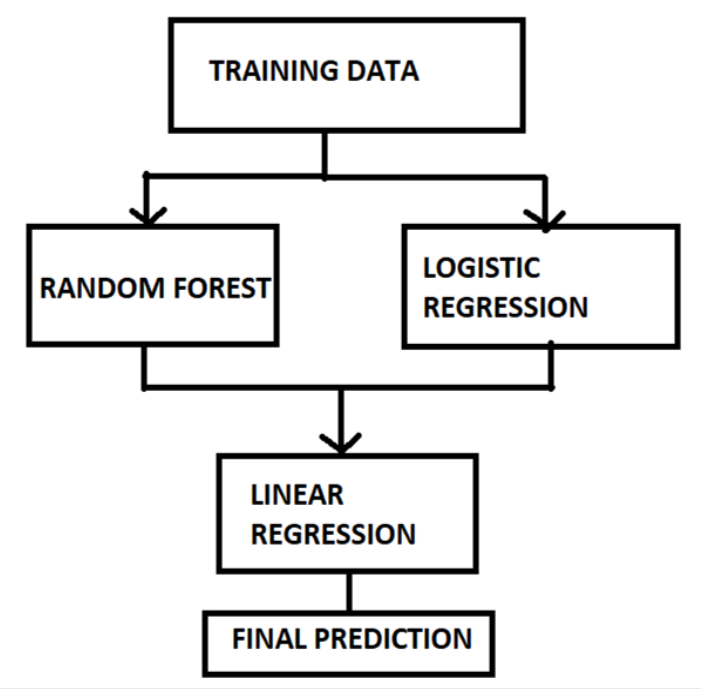 TRAINING DATA
RANDOM FOREST
LOGISTIC
REGRESSION
LINEAR
REGRESSION
FINAL PREDICTION